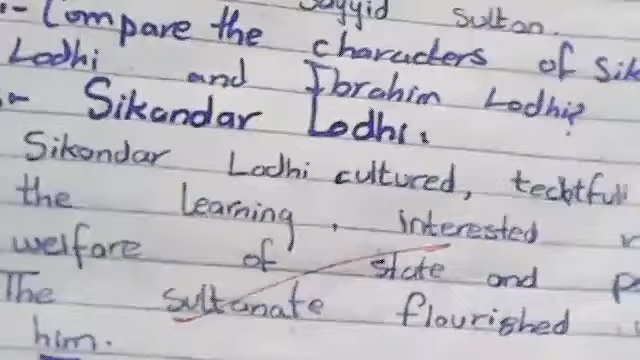 Sayyid Sultan.
:- Compare the characters of Sik
Lodhi and Ibrahim Lodhi?
:- Sikandar Lodhi.
Sikandar Lodhi cultured, tecktful
the learning, interested
welfare of state and p
The sultanate flourished
him.